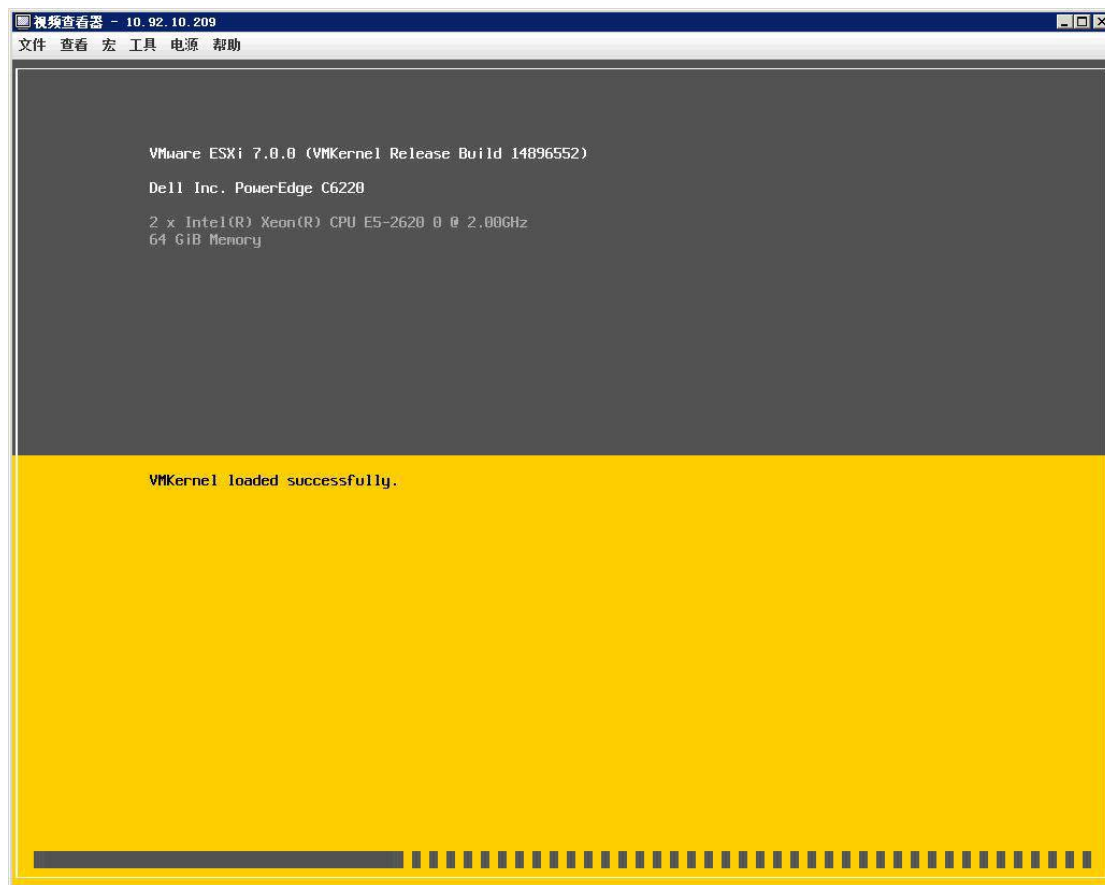 视频查看器 - 10.92.10.209
文件 查看 宏 工具 电源 帮助
VMware ESXi 7.0.0 (VMKernel Release Build 14896552)
Dell Inc. PowerEdge C6220
2 x Intel(R) Xeon(R) CPU E5-2620 0 @ 2.00GHz
64 GiB Memory
VMKernel loaded successfully.